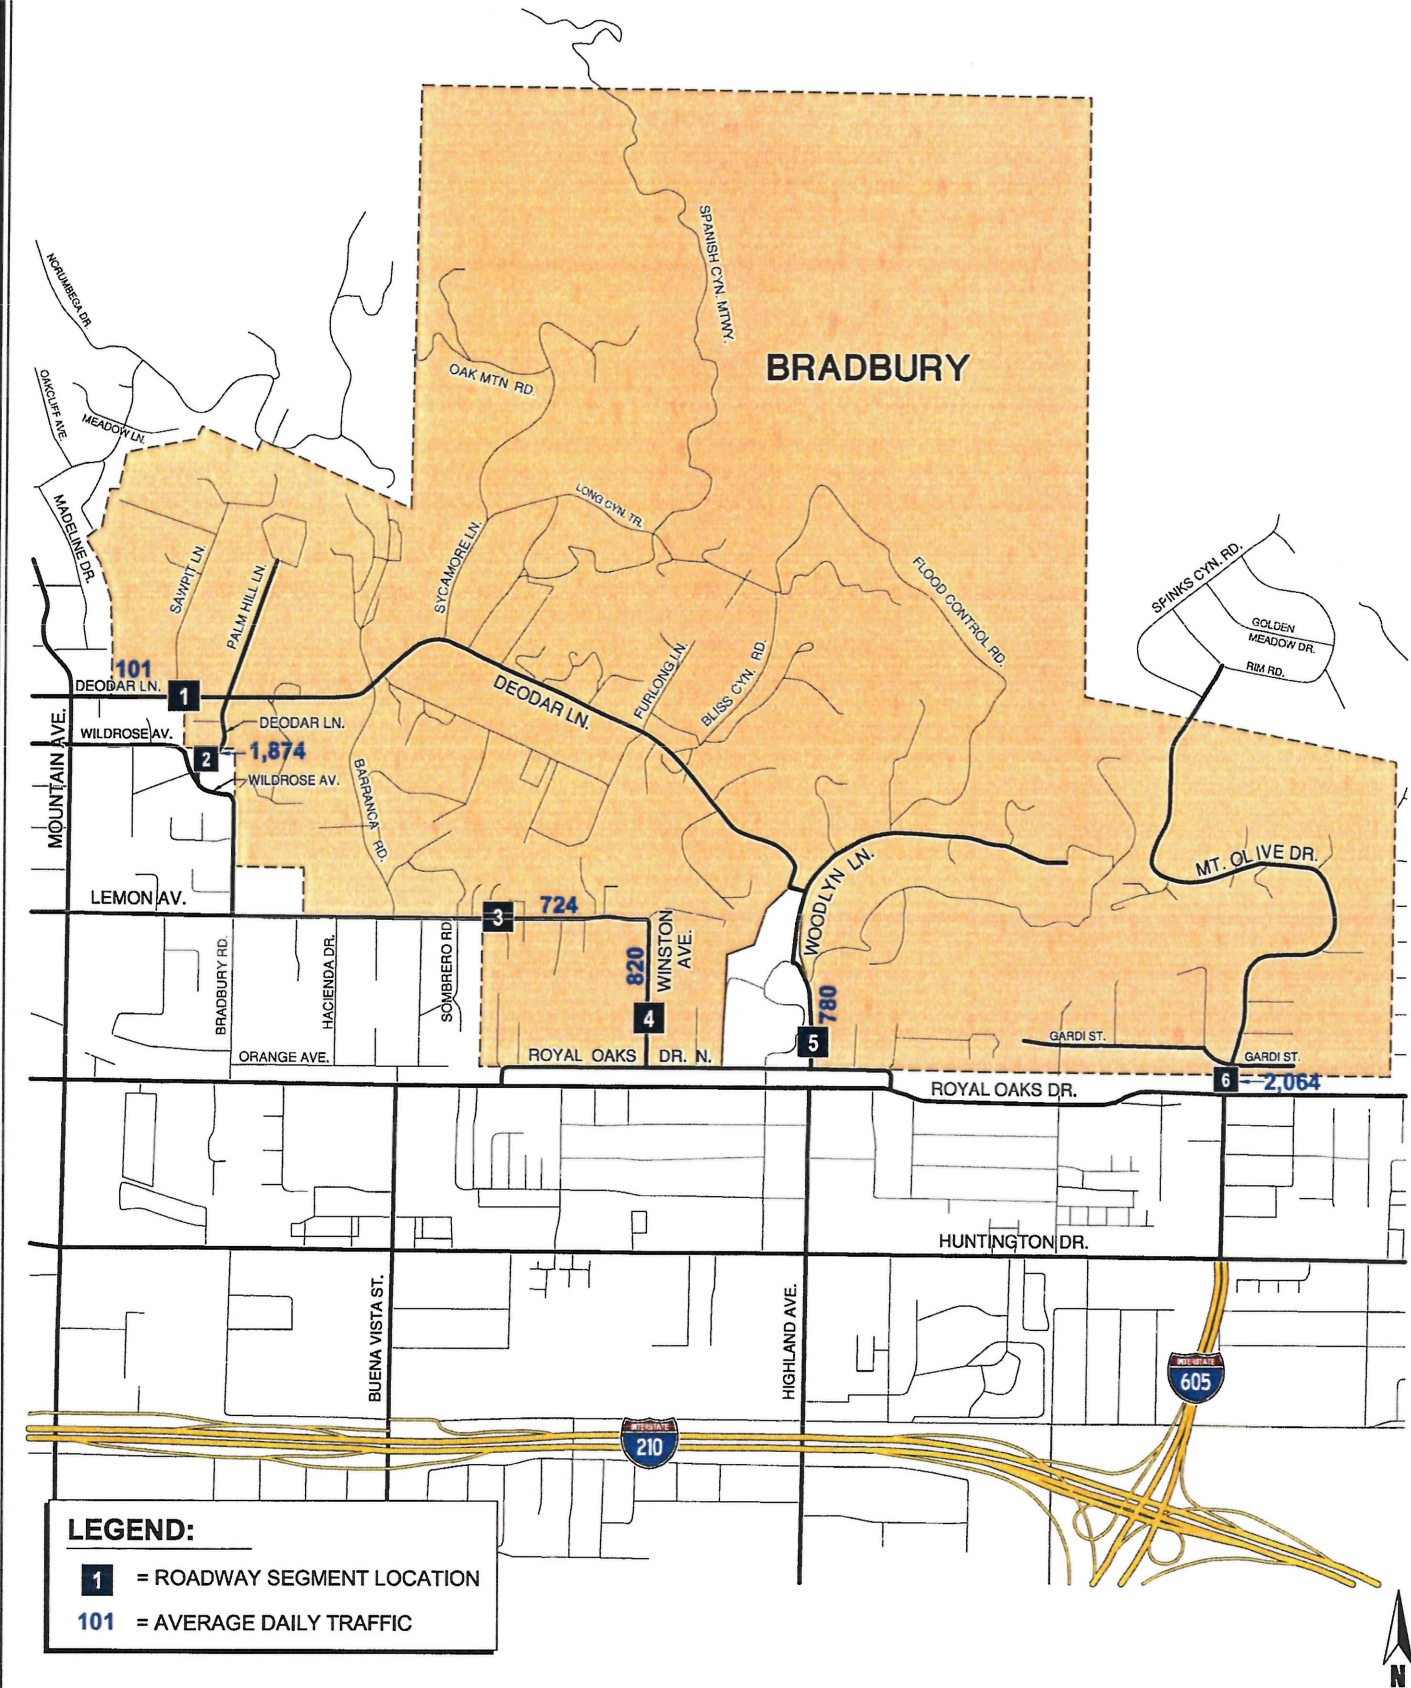 NORUMBEGA DR.
SPANISH CYN. MTWY.
BRADBURY
OAKCLIFF AVE.
MEADOW LN.
OAK MTN RD.
MADELINE DR.
LONG CYN. TR.
SAWPIT LN.
PALM HILL LN.
SYCAMORE LN.
FLOOD CONTROL RD.
SPINKS CYN. RD.
GOLDEN
MEADOW DR.
RIM RD.
101
DEODAR LN.
1
DEODAR LN.
FURLONG LN.
BLISS CYN. RD.
DEODAR LN.
WILDROSE AV.
2
1,874
WILDROSE AV.
MOUNTAIN AVE.
BARRANCA RD.
WOODLYN LN.
MT. OLIVE DR.
LEMON AV.
3
724
WINSTON
AVE.
820
4
780
5
BRADBURY RD.
HACIENDA DR.
SOMBRERO RD.
ORANGE AVE.
ROYAL OAKS DR. N.
GARDI ST.
GARDI ST.
6
2,064
ROYAL OAKS DR.
HUNTINGTON DR.
BUENA VISTA ST.
HIGHLAND AVE.
INTERSTATE
605
INTERSTATE
210
LEGEND:
1 = ROADWAY SEGMENT LOCATION
101 = AVERAGE DAILY TRAFFIC
N